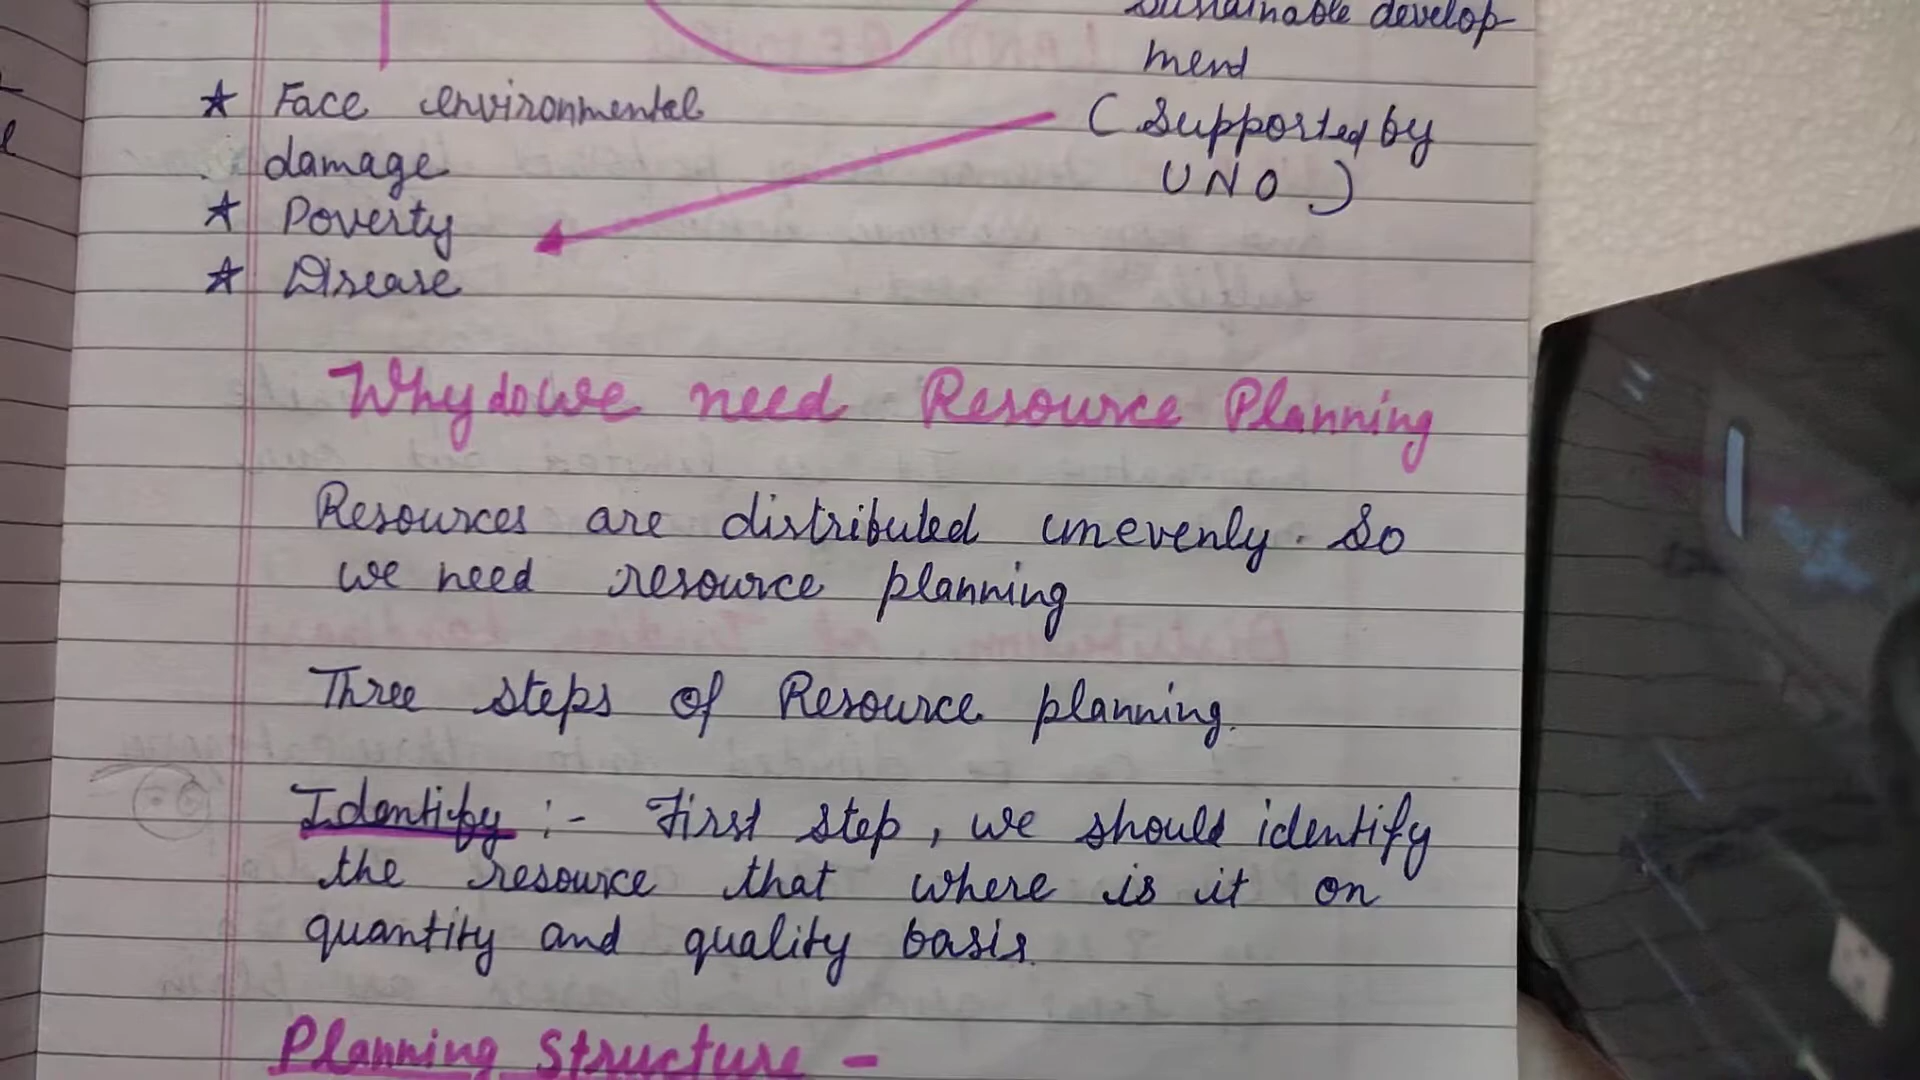 sustainable develop-
ment
★ Face environmental
damage
★ Poverty
★ Disease
( Supported by
UNO )
Why do we need Resource Planning
Resources are distributed unevenly. So
we need resource planning
Three steps of Resource planning.
Identify :- First step, we should identify
the resource that where is it on
quantity and quality basis.
Planning Structure -